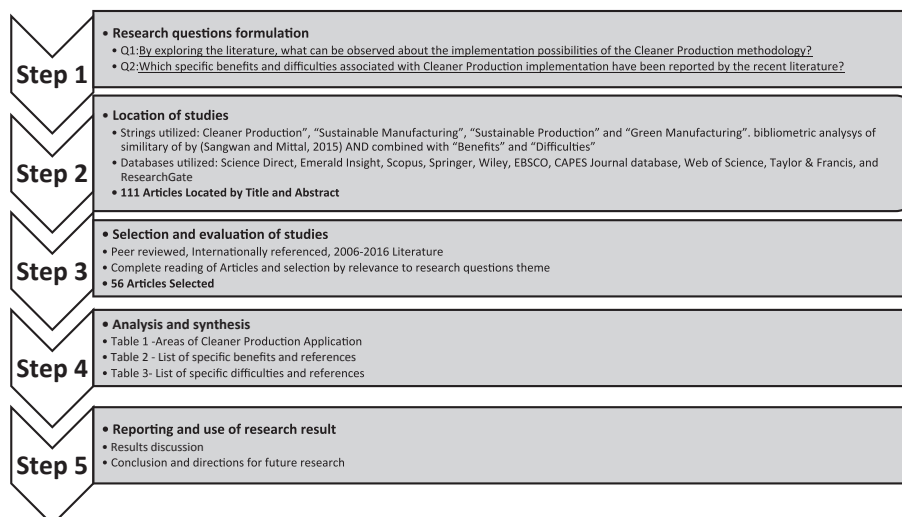 Step 1
• Research questions formulation
• Q1:By exploring the literature, what can be observed about the implementation possibilities of the Cleaner Production methodology?
• Q2:Which specific benefits and difficulties associated with Cleaner Production implementation have been reported by the recent literature?
Step 2
• Location of studies
• Strings utilized: Cleaner Production”, “Sustainable Manufacturing”, “Sustainable Production” and “Green Manufacturing”. bibliometric analysys of
similitary of by (Sangwan and Mittal, 2015) AND combined with “Benefits” and “Difficulties”
• Databases utilized: Science Direct, Emerald Insight, Scopus, Springer, Wiley, EBSCO, CAPES Journal database, Web of Science, Taylor & Francis, and
ResearchGate
• 111 Articles Located by Title and Abstract
Step 3
• Selection and evaluation of studies
• Peer reviewed, Internationally referenced, 2006-2016 Literature
• Complete reading of Articles and selection by relevance to research questions theme
• 56 Articles Selected
Step 4
• Analysis and synthesis
• Table 1 -Areas of Cleaner Production Application
• Table 2 - List of specific benefits and references
• Table 3- List of specific difficulties and references
Step 5
• Reporting and use of research result
• Results discussion
• Conclusion and directions for future research